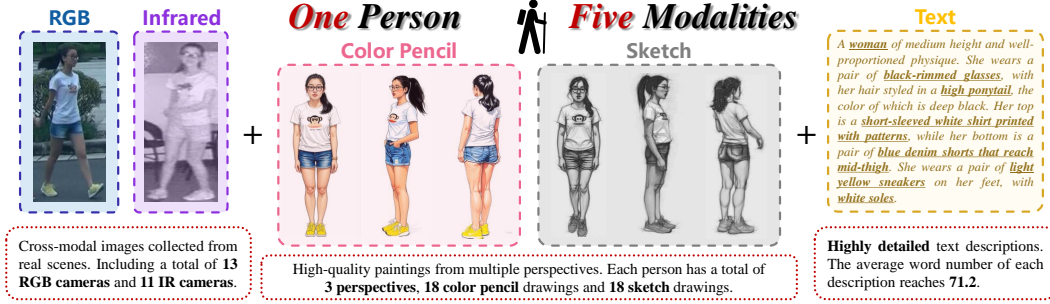 One Person Five Modalities
RGB
Infrared
Color Pencil
Sketch
Text
+
+
A woman of medium height and well-
proportioned physique. She wears a
pair of black-rimmed glasses, with
her hair styled in a high ponytail, the
color of which is deep black. Her top
is a short-sleeved white shirt printed
with patterns, while her bottom is a
pair of blue denim shorts that reach
mid-thigh. She wears a pair of light
yellow sneakers on her feet, with
white soles.
Cross-modal images collected from
real scenes. Including a total of 13
RGB cameras and 11 IR cameras.
High-quality paintings from multiple perspectives. Each person has a total of
3 perspectives, 18 color pencil drawings and 18 sketch drawings.
Highly detailed text descriptions.
The average word number of each
description reaches 71.2.